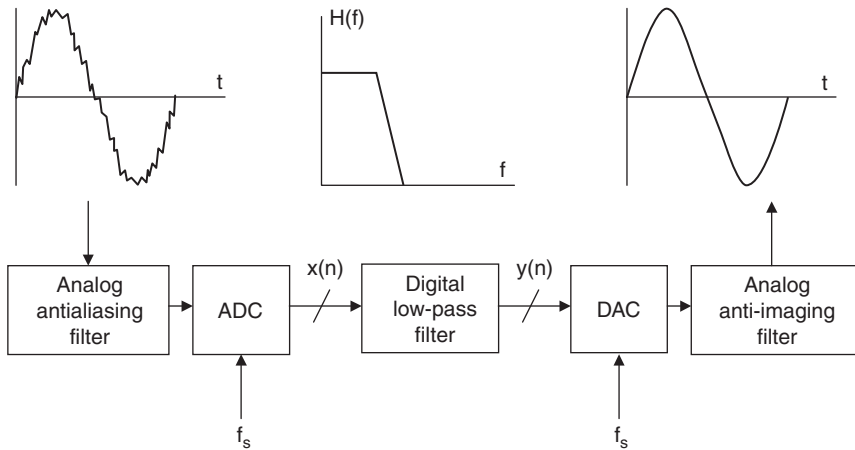 t
H(f)
f
t
Analog
antialiasing
filter
ADC
x(n)
Digital
low-pass
filter
y(n)
DAC
Analog
anti-imaging
filter
fs
fs